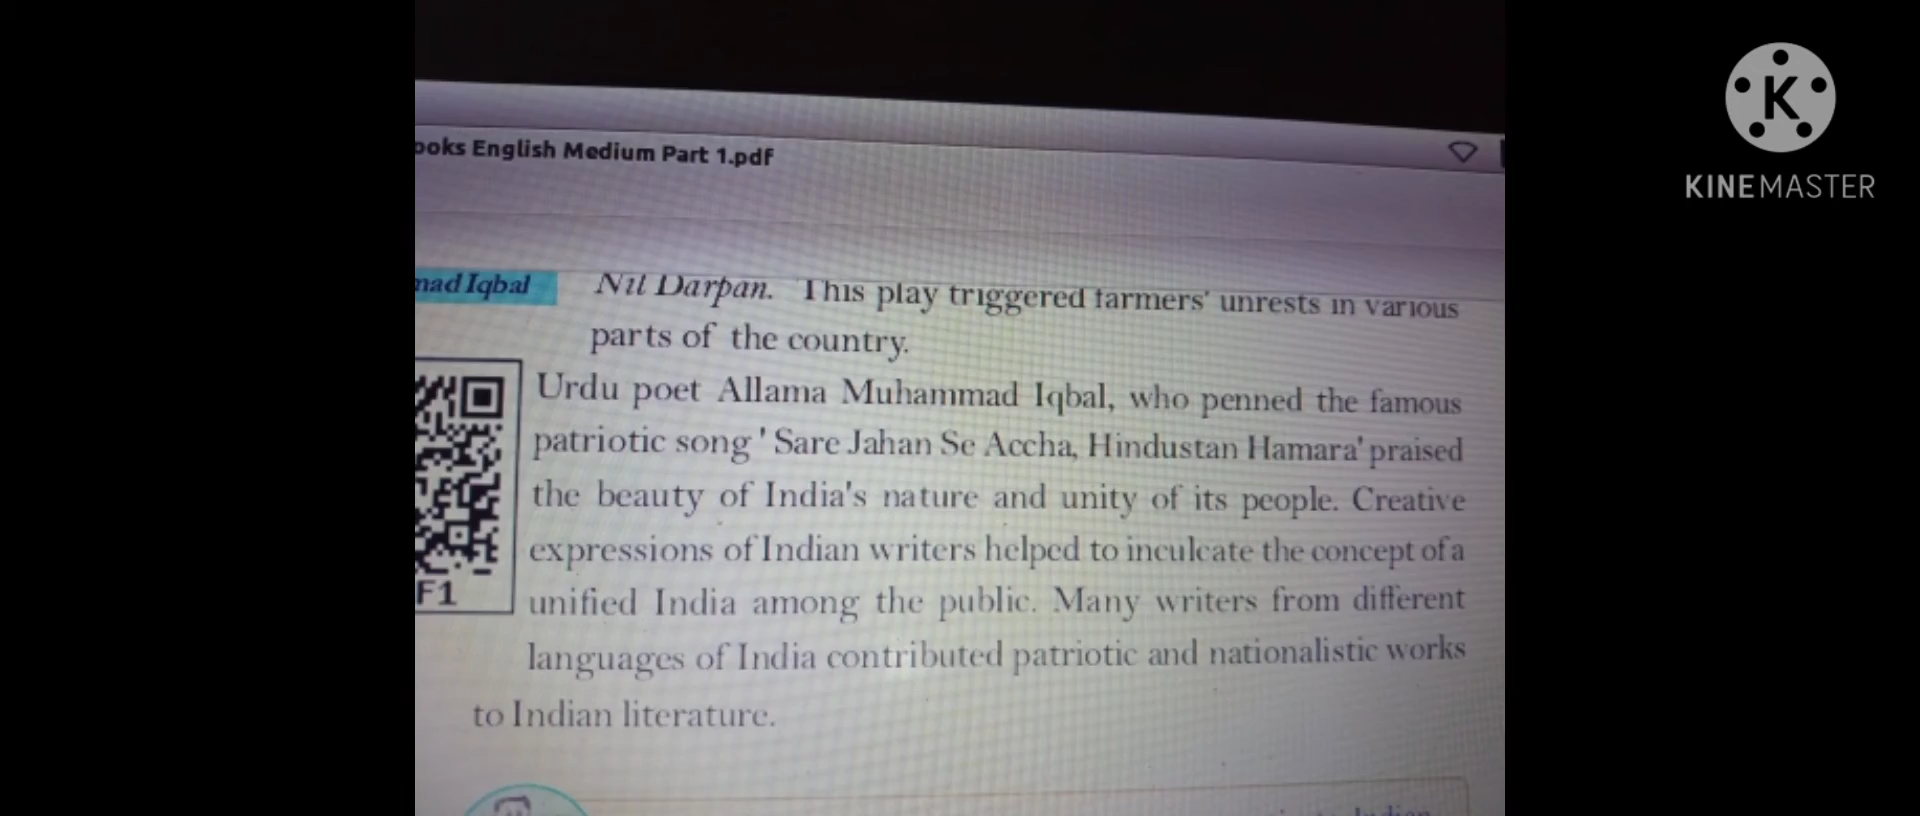 ooks English Medium Part 1.pdf
K
KINEMASTER
mad Iqbal
Nil Darpan. This play triggered farmers' unrests in various
parts of the country.
Urdu poet Allama Muhammad Iqbal, who penned the famous
patriotic song ' Sare Jahan Se Accha, Hindustan Hamara' praised
the beauty of India's nature and unity of its people. Creative
expressions of Indian writers helped to inculcate the concept of a
unified India among the public. Many writers from different
languages of India contributed patriotic and nationalistic works
to Indian literature.
F1
Indian